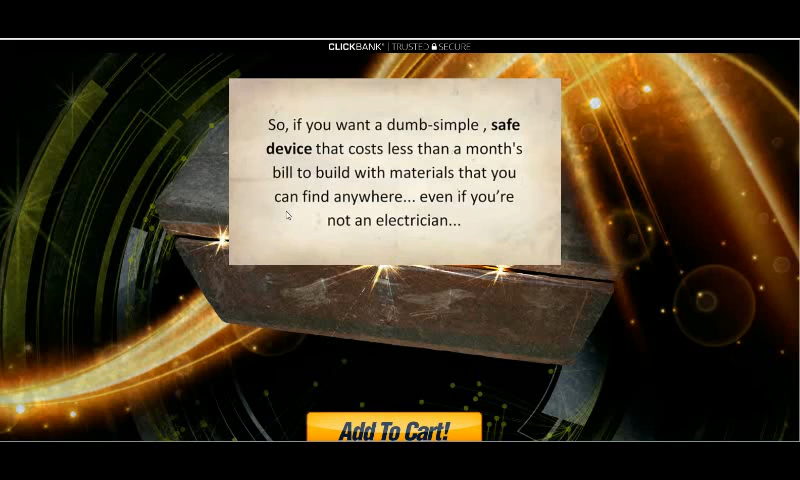 CLICKBANK® | TRUSTED SECURE
So, if you want a dumb-simple , safe
device that costs less than a month's
bill to build with materials that you
can find anywhere... even if you’re
not an electrician...
Add To Cart!